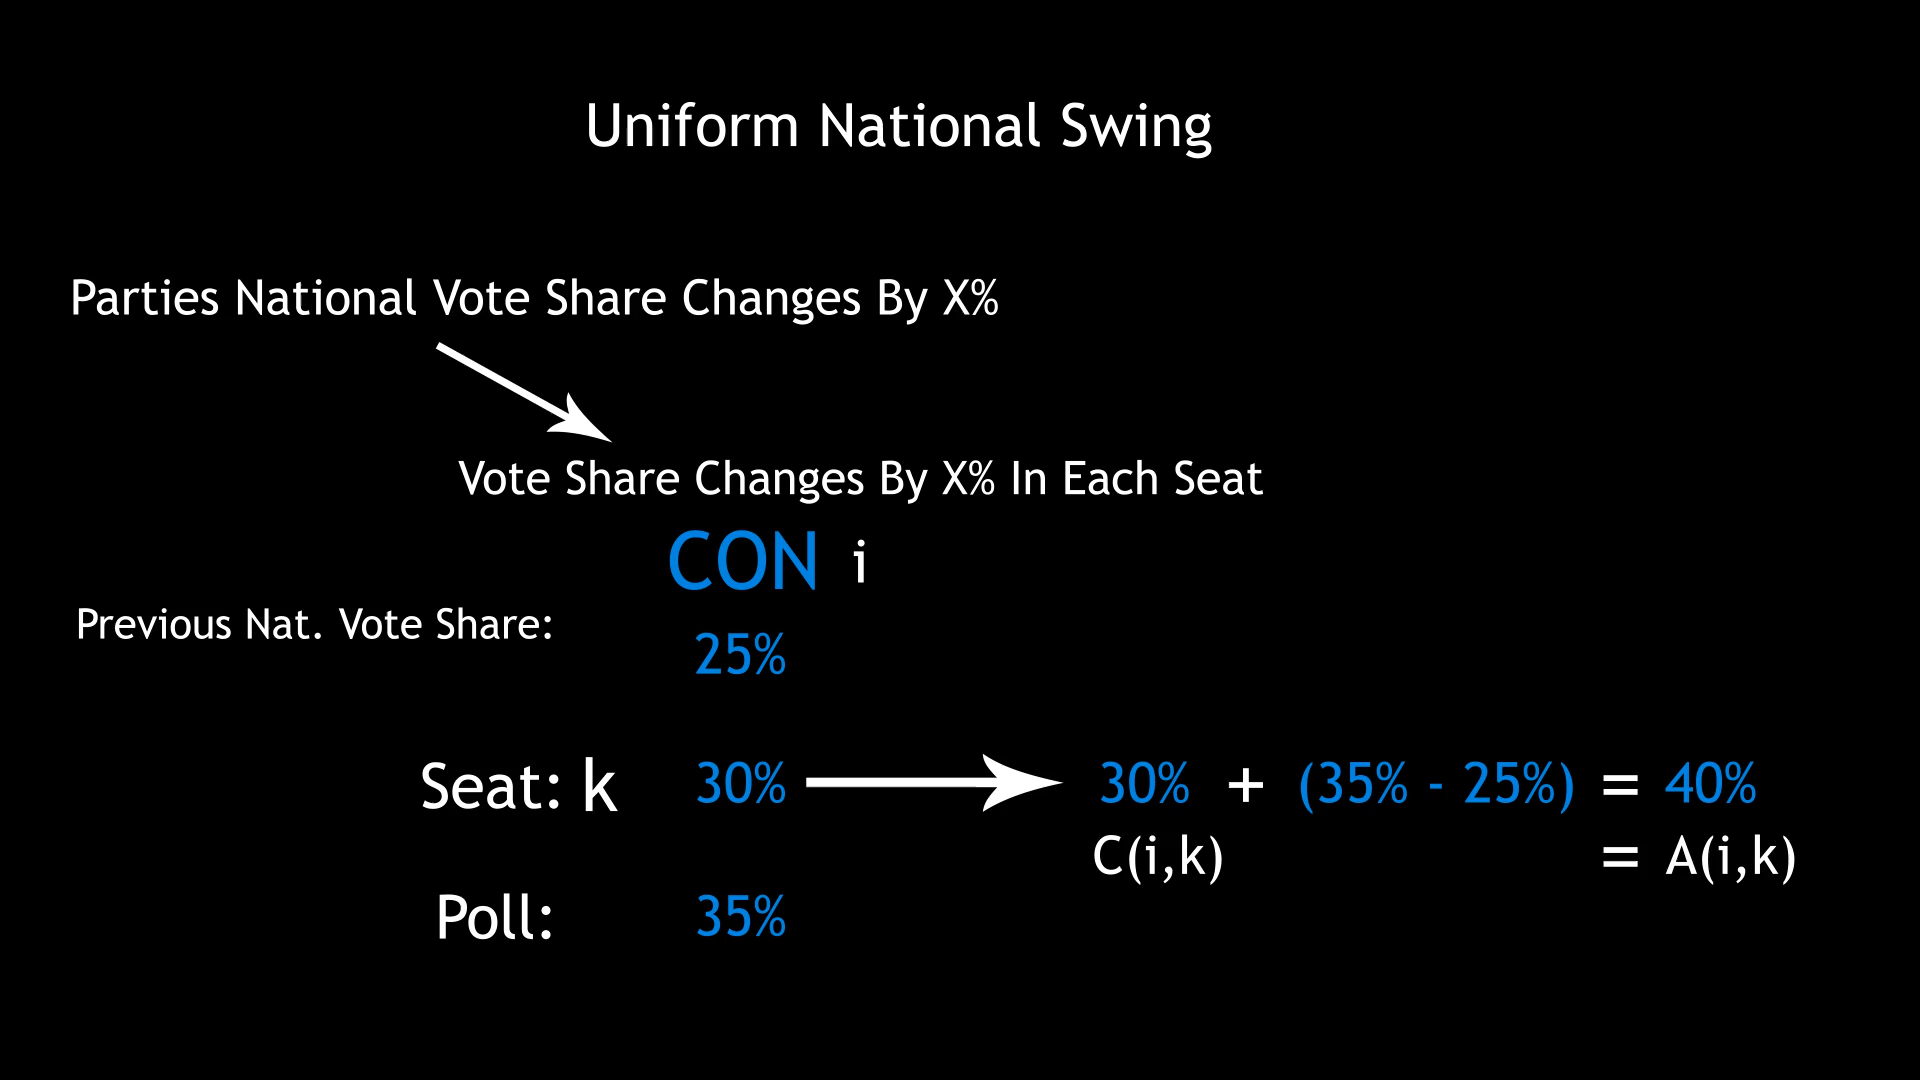 Uniform National Swing
Parties National Vote Share Changes By X%
Vote Share Changes By X% In Each Seat
CON i
Previous Nat. Vote Share:
25%
Seat: k 30% 30% + (35% - 25%) = 40%
C(i,k) = A(i,k)
Poll: 35%